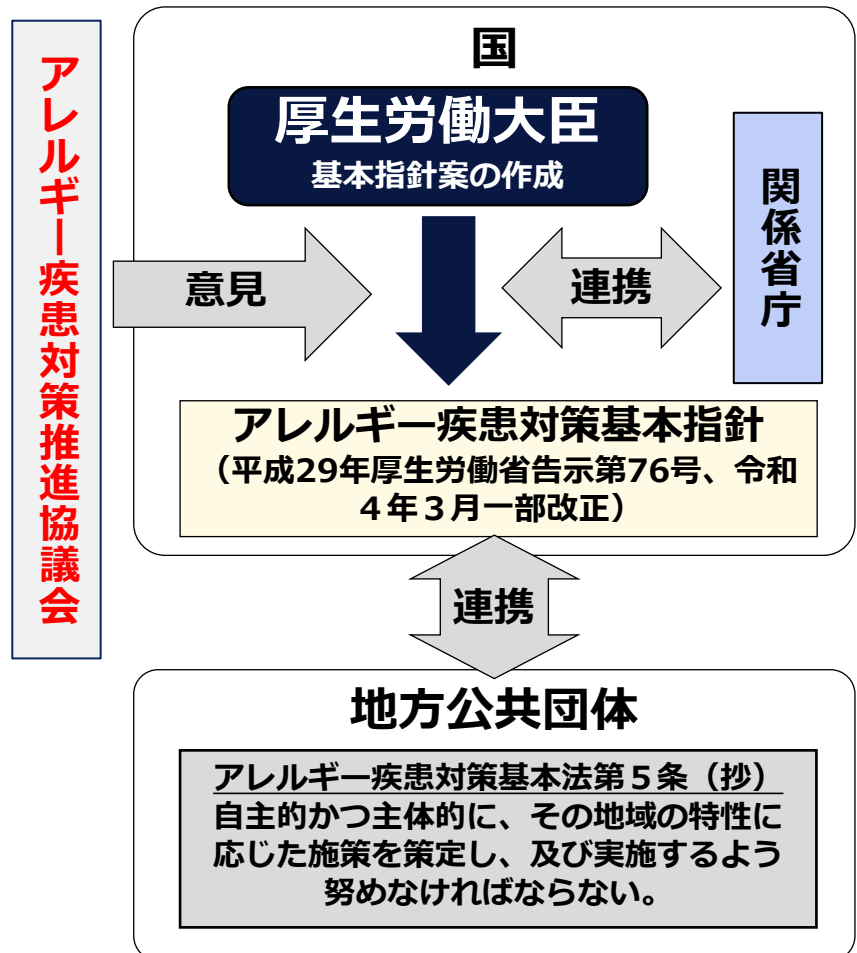 アレルギー疾患対策推進協議会
国
厚生労働大臣
基本指針案の作成
意見
連携
関係省庁
アレルギー疾患対策基本指針
（平成29年厚生労働省告示第76号、令和
４年３月一部改正）
連携
地方公共団体
アレルギー疾患対策基本法第５条（抄）
自主的かつ主体的に、その地域の特性に
応じた施策を策定し、及び実施するよう
努めなければならない。